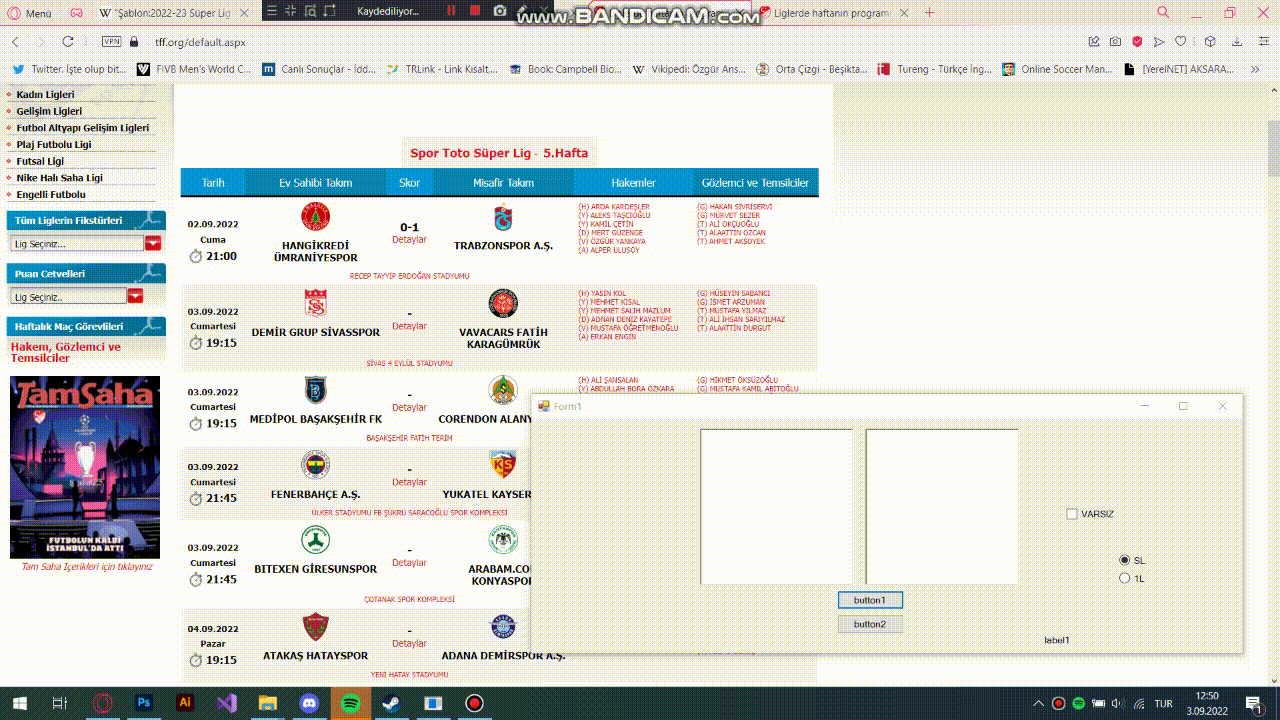 Menü
"Şablon:2022-23 Süper Lig
Kaydediliyor...
www.BANDICAM.com
Liglerde haftanın program
VPN
tff.org/default.aspx
Twitter. İşte olup bit...
FIVB Men's World C...
Canlı Sonuçlar - İdd...
TRLink - Link Kısalt...
Book: Campbell Bio...
Vikipedi: Özgür Ans...
Orta Çizgi - Beşikta...
Tureng - Türkçe İng...
Online Soccer Man...
[YerelNET] AKSARA...
Kadın Ligleri
Gelişim Ligleri
Futbol Altyapı Gelişim Ligleri
Plaj Futbolu Ligi
Futsal Ligi
Nike Halı Saha Ligi
Engelli Futbolu
Tüm Liglerin Fikstürleri
Lig Seçiniz...
Puan Cetvelleri
Lig Seçiniz..
Haftalık Maç Görevlileri
Hakem, Gözlemci ve
Temsilciler
TamSaha
FUTBOLUN KALBİ
İSTANBUL'DA ATTI
Tam Saha İçerikleri için tıklayınız
Spor Toto Süper Lig - 5.Hafta
Tarih
Ev Sahibi Takım
Skor
Misafir Takım
Hakemler
Gözlemci ve Temsilciler
02.09.2022
Cuma
21:00
HANGİKREDİ
ÜMRANİYESPOR
0-1
Detaylar
TRABZONSPOR A.Ş.
(H) ARDA KARDEŞLER
(Y) ALEKS TAŞCIOĞLU
(Y) KAMİL ÇETİN
(D) MERT GÜZENGE
(V) ÖZGÜR YANKAYA
(A) ALPER ULUSOY
(G) HAKAN SİVRİSERVİ
(G) MÜRVET SEZER
(T) ALİ OKÇUOĞLU
(T) ALAATTİN ÖZCAN
(T) AHMET AKSOYEK
RECEP TAYYİP ERDOĞAN STADYUMU
03.09.2022
Cumartesi
19:15
DEMİR GRUP SİVASSPOR
-
Detaylar
VAVACARS FATİH
KARAGÜMRÜK
(H) YASİN KOL
(Y) MEHMET KISAL
(Y) MEHMET SALİH MAZLUM
(D) ADNAN DENİZ KAYATEPE
(V) MUSTAFA ÖĞRETMENOĞLU
(A) ERKAN ENGİN
(G) HÜSEYİN SABANCI
(G) İSMET ARZUMAN
(T) MUSTAFA YILMAZ
(T) ALİ İHSAN SARIYILMAZ
(T) ALAATTİN DURGUT
SİVAS 4 EYLÜL STADYUMU
03.09.2022
Cumartesi
19:15
MEDİPOL BAŞAKŞEHİR FK
-
Detaylar
CORENDON ALANY
(H) ALİ ŞANSALAN
(Y) ABDULLAH BORA ÖZKARA
(G) HİKMET ÖKSÜZOĞLU
(G) MUSTAFA KAMİL ABİTOĞLU
BAŞAKŞEHİR FATİH TERİM
03.09.2022
Cumartesi
21:45
FENERBAHÇE A.Ş.
-
Detaylar
YUKATEL KAYSER
ÜLKER STADYUMU FB ŞÜKRÜ SARACOĞLU SPOR KOMPLEKSİ
03.09.2022
Cumartesi
21:45
BITEXEN GİRESUNSPOR
-
Detaylar
ARABAM.CO
KONYASPO
ÇOTANAK SPOR KOMPLEKSİ
04.09.2022
Pazar
19:15
ATAKAŞ HATAYSPOR
-
Detaylar
ADANA DEMİRSPOR A.Ş.
YENİ HATAY STADYUMU
Form1
VARSIZ
SL
1L
button1
button2
label1
Ps
Ai
TUR
12:50
3.09.2022
1